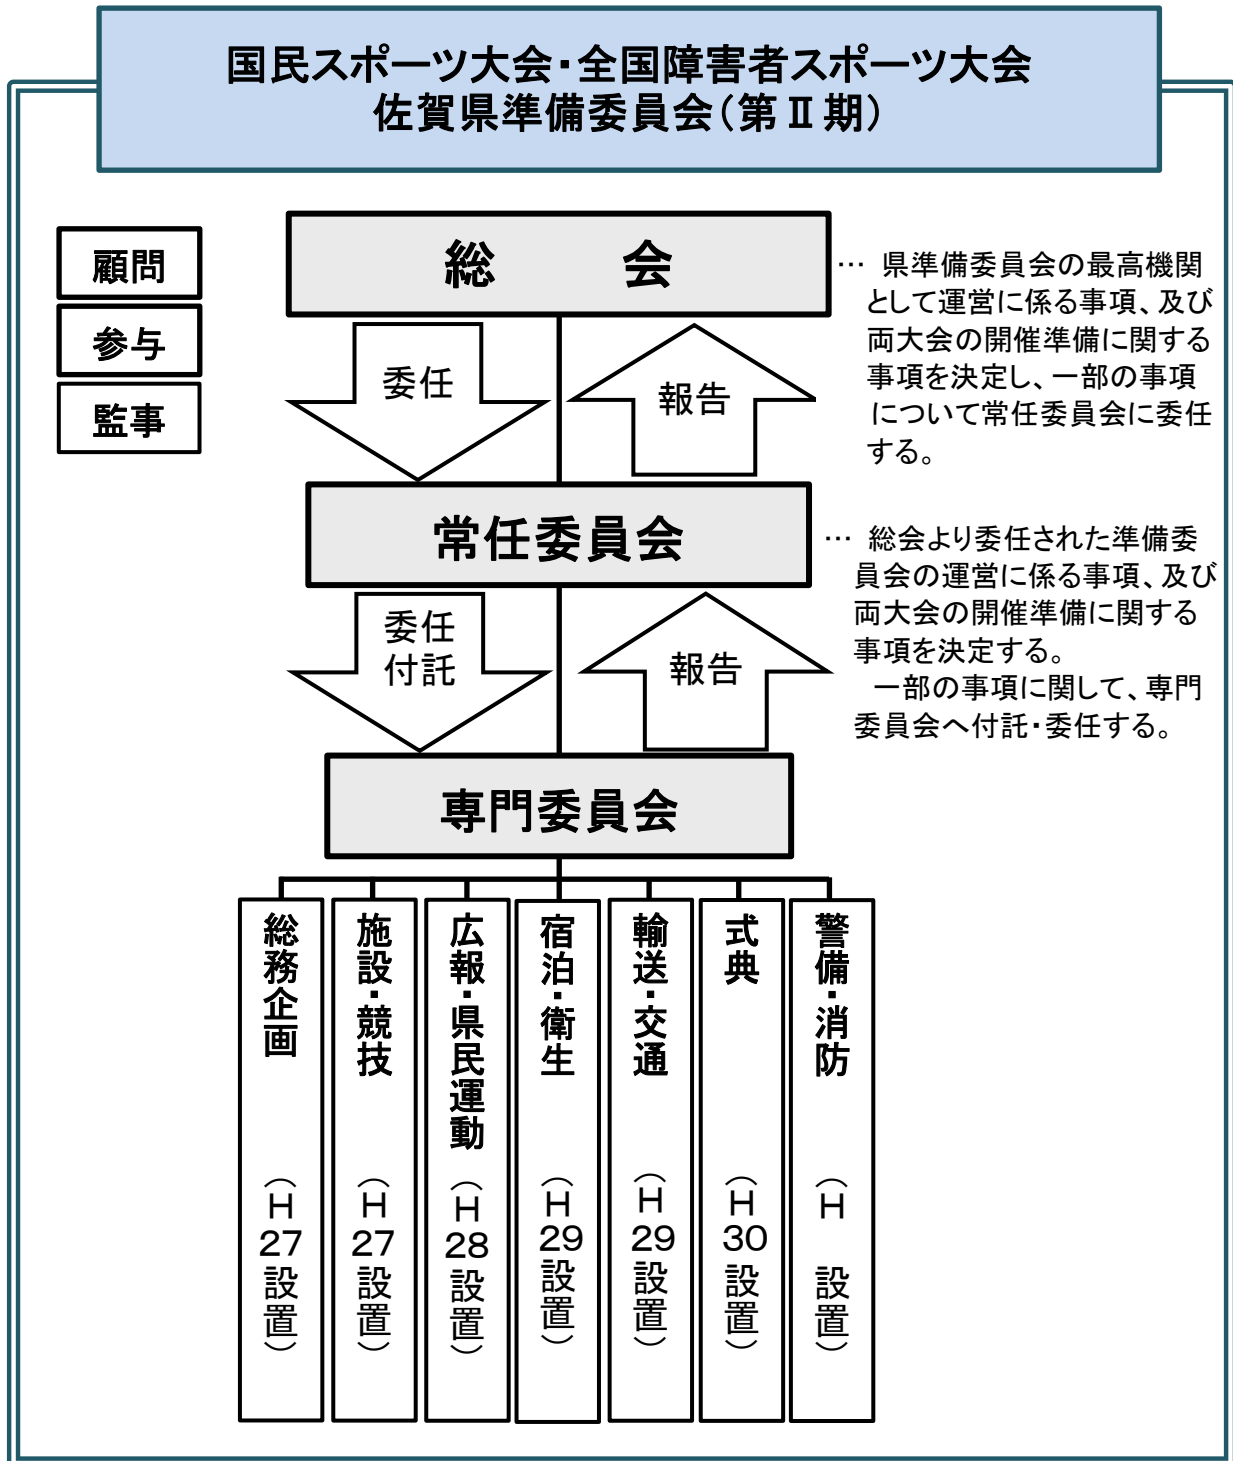 国民スポーツ大会・全国障害者スポーツ大会
佐賀県準備委員会(第Ⅱ期)
顧問
参与
監事
総　会
… 県準備委員会の最高機関
として運営に係る事項、及び
両大会の開催準備に関する
事項を決定し、一部の事項
について常任委員会に委任
する。
委任
報告
常任委員会
… 総会より委任された準備委
員会の運営に係る事項、及び
両大会の開催準備に関する
事項を決定する。
一部の事項に関して、専門
委員会へ付託・委任する。
委任
付託
報告
専門委員会
総務企画　(H27設置)
施設・競技　(H27設置)
広報・県民運動　(H28設置)
宿泊・衛生　(H29設置)
輸送・交通　(H29設置)
式典　(H30設置)
警備・消防　(H　設置)